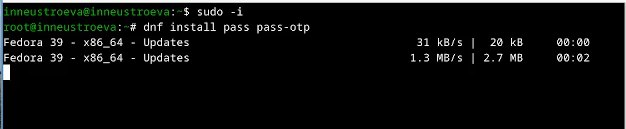 inneustroeva@inneustroeva:~$ sudo -i
root@inneustroeva:~# dnf install pass pass-otp
Fedora 39 - x86_64 - Updates 31 kB/s | 20 kB 00:00
Fedora 39 - x86_64 - Updates 1.3 MB/s | 2.7 MB 00:02